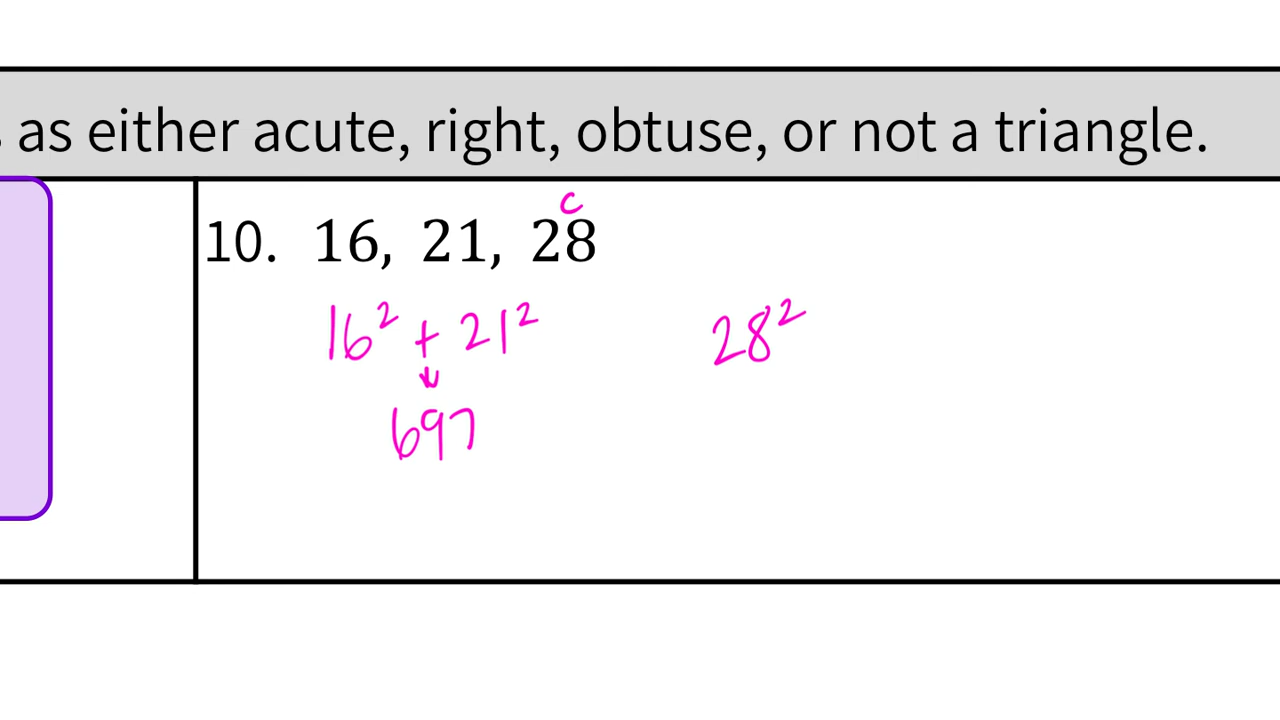 as either acute, right, obtuse, or not a triangle.
c
10. 16, 21, 28
16² + 21² 28²
697